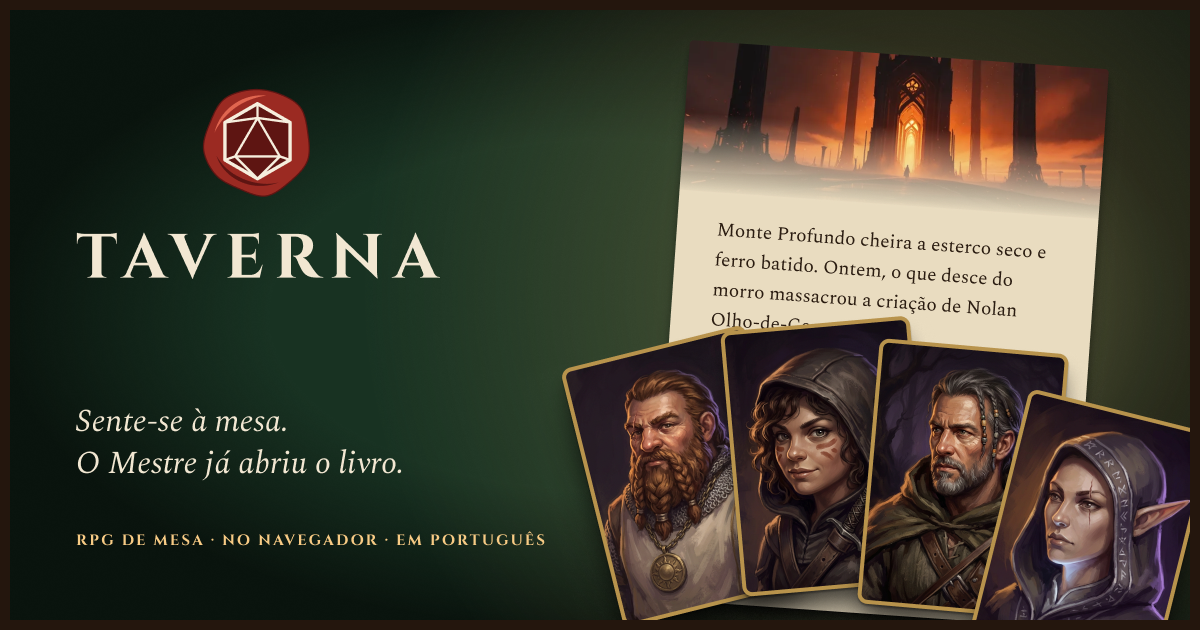 TAVERNA
Sente-se à mesa.
O Mestre já abriu o livro.
RPG DE MESA · NO NAVEGADOR · EM PORTUGUÊS
Monte Profundo cheira a esterco seco e
ferro batido. Ontem, o que desce do
morro massacrou a criação de Nolan